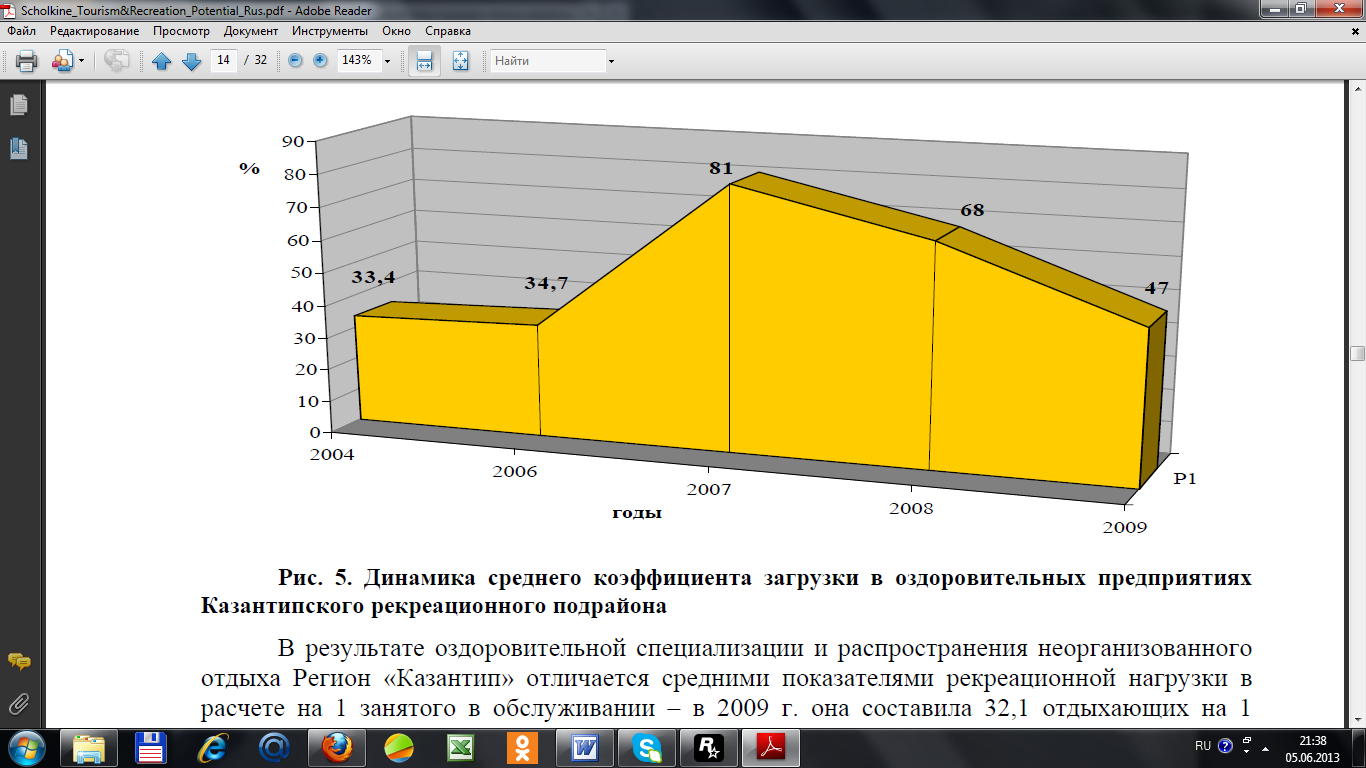 Scholkine_Tourism&Recreation_Potential_Rus.pdf - Adobe Reader
Файл Редактирование Просмотр Документ Инструменты Окно Справка
14 / 32 143% Найти
90
%
80
81
70
68
60
50
33,4
34,7
47
40
30
20
10
0
2004
2006
P1
2007
2008
годы
2009
Рис. 5. Динамика среднего коэффициента загрузки в оздоровительных предприятиях
Казантипского рекреационного подрайона
В результате оздоровительной специализации и распространения неорганизованного
отдыха Регион «Казантип» отличается средними показателями рекреационной нагрузки в
расчете на 1 занятого в обслуживании – в 2009 г. она составила 32,1 отдыхающих на 1
RU
21:38
05.06.2013